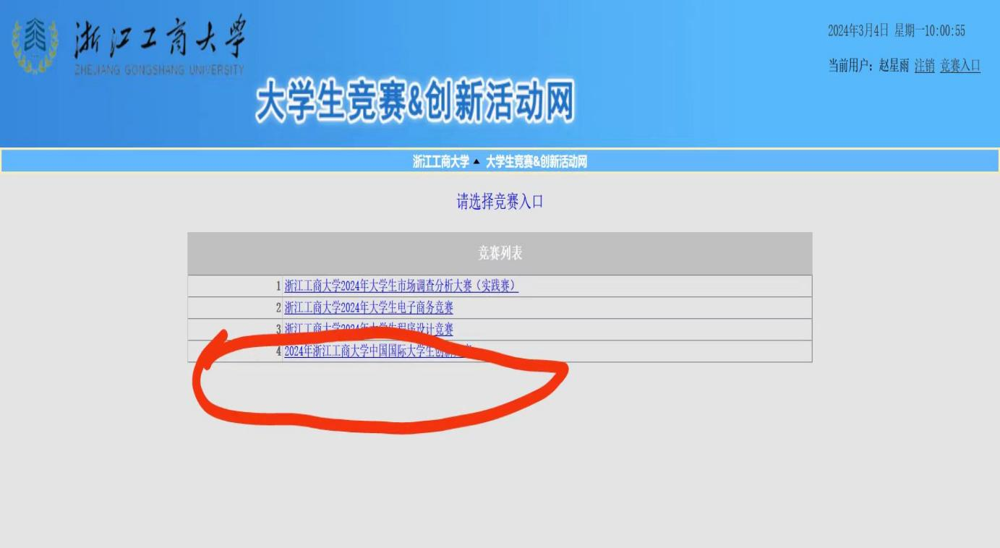 浙江工商大学
ZHEJIANG GONGSHANG UNIVERSITY
大学生竞赛&创新活动网
2024年3月4日 星期一10:00:55
当前用户：赵星雨 注销 竞赛入口
浙江工商大学 ▲ 大学生竞赛&创新活动网
请选择竞赛入口
竞赛列表
1 浙江工商大学2024年大学生市场调查分析大赛（实践赛）
2 浙江工商大学2024年大学生电子商务竞赛
3 浙江工商大学2024年大学生程序设计竞赛
4 2024年浙江工商大学中国国际大学生创新